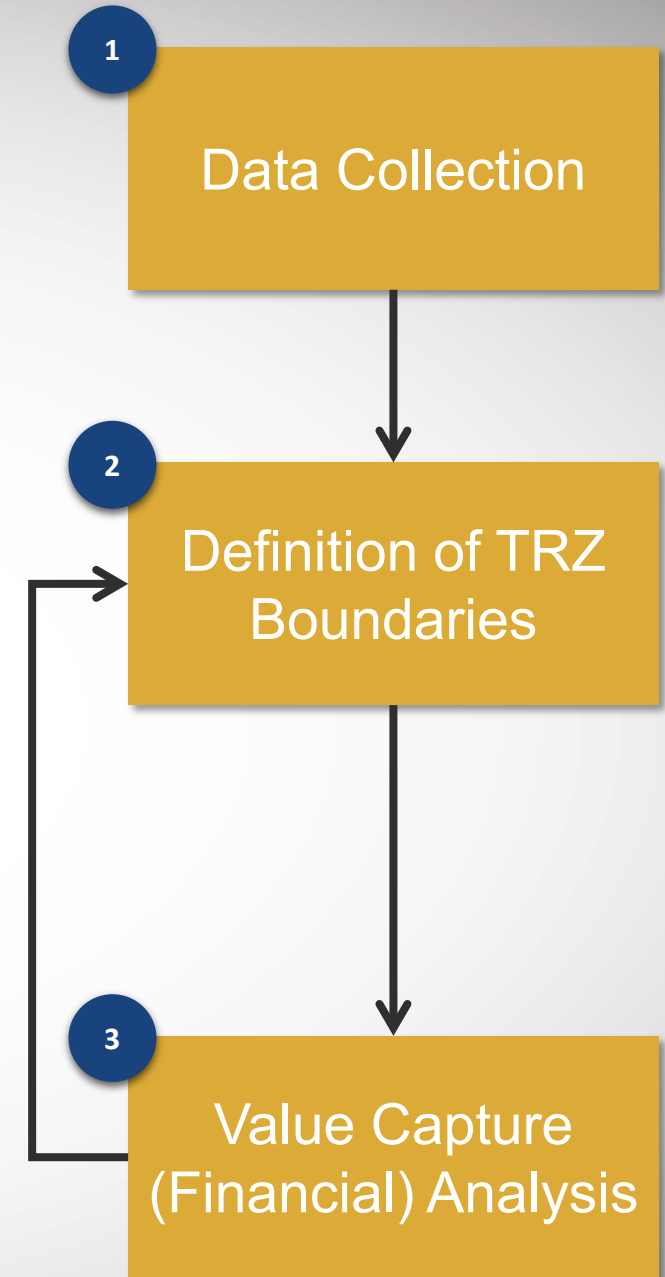 1
Data Collection
2
Definition of TRZ
Boundaries
3
Value Capture
(Financial) Analysis